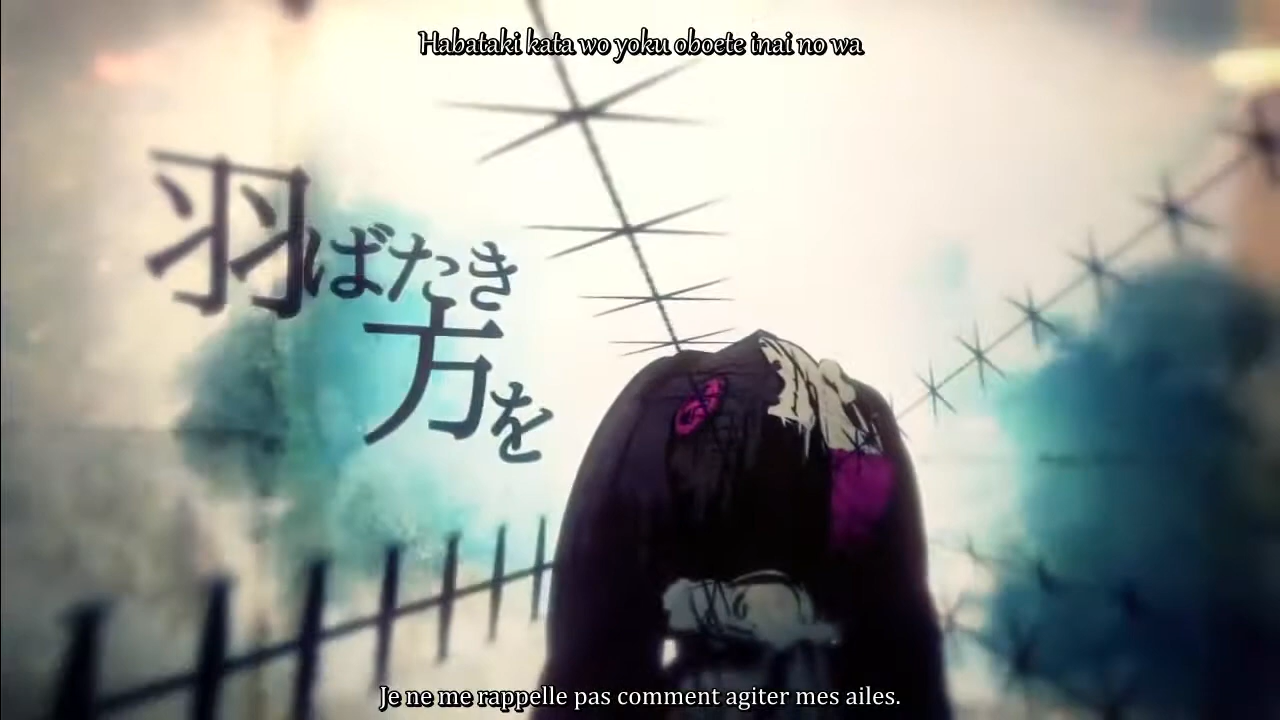 Habataki kata wo yoku oboete inai no wa
羽ばたき
方を
Je ne me rappelle pas comment agiter mes ailes.